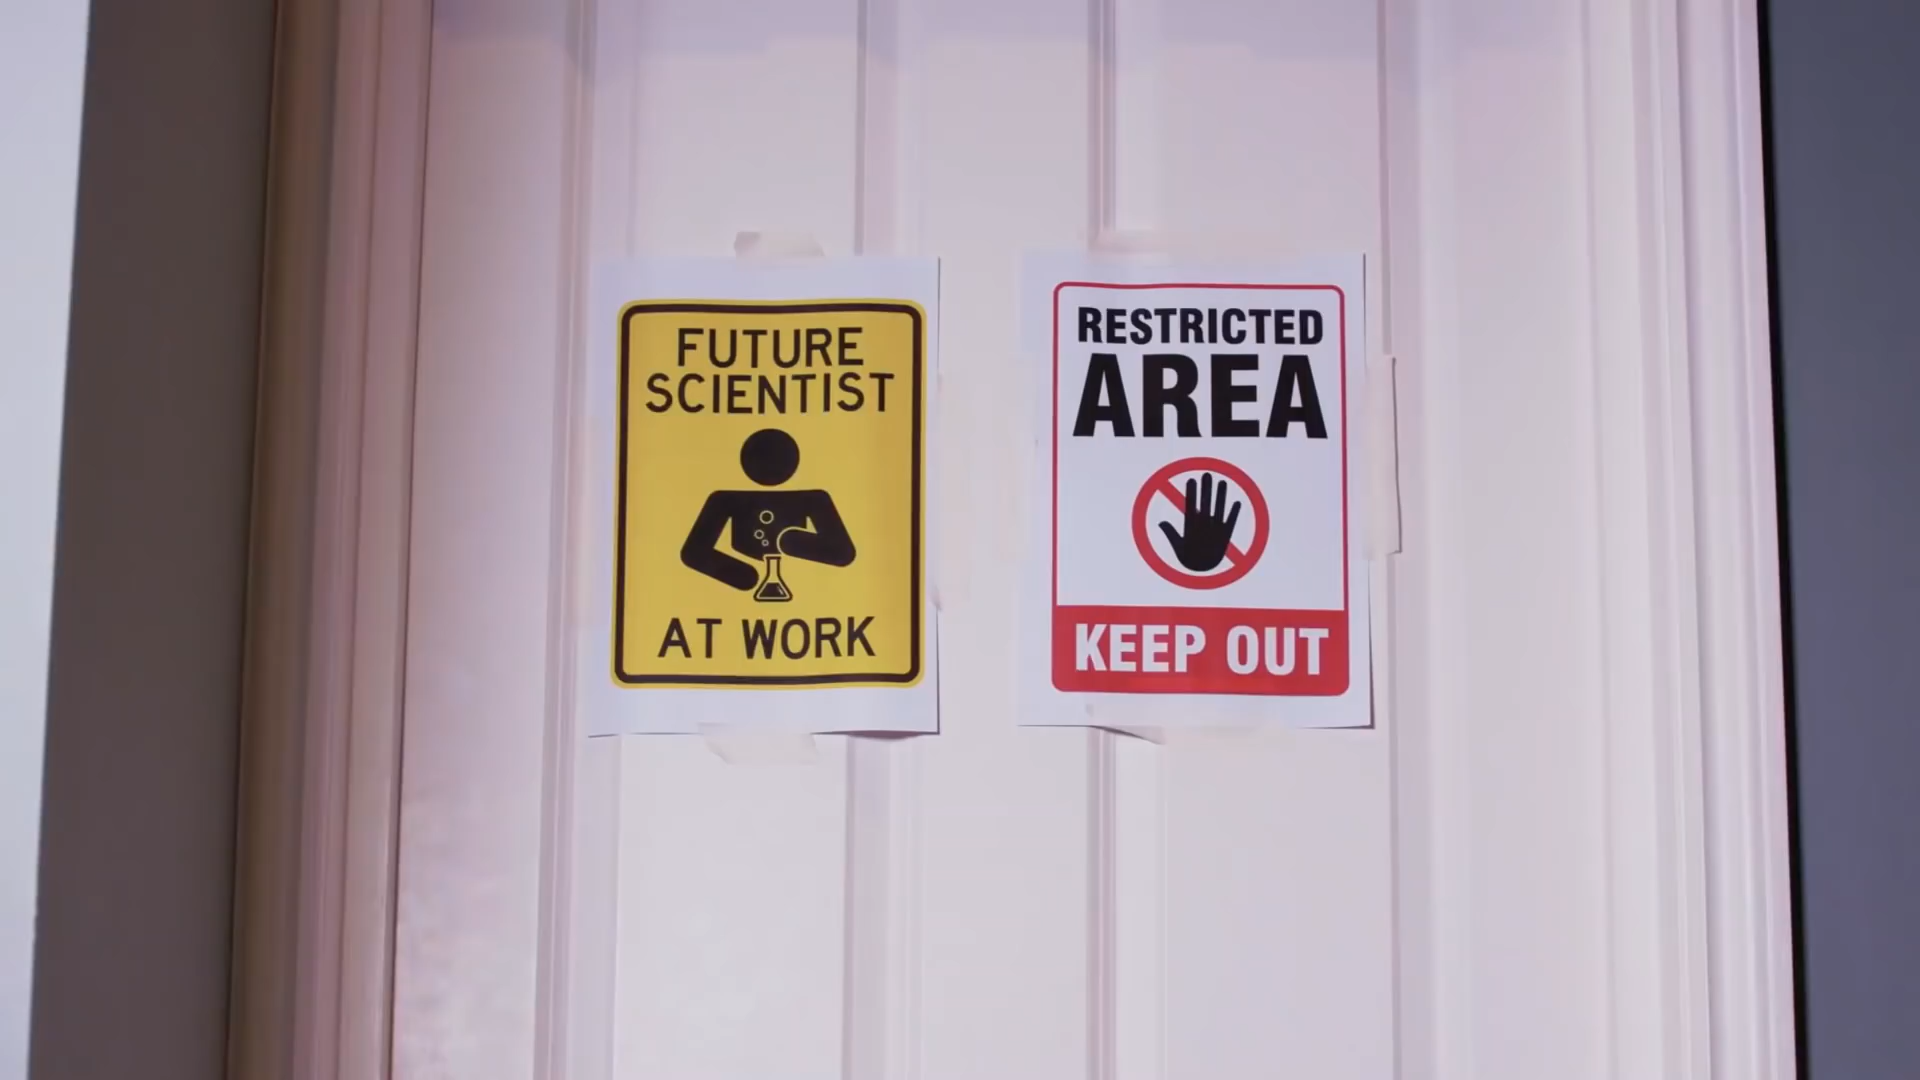 FUTURE
SCIENTIST
AT WORK
RESTRICTED
AREA
KEEP OUT